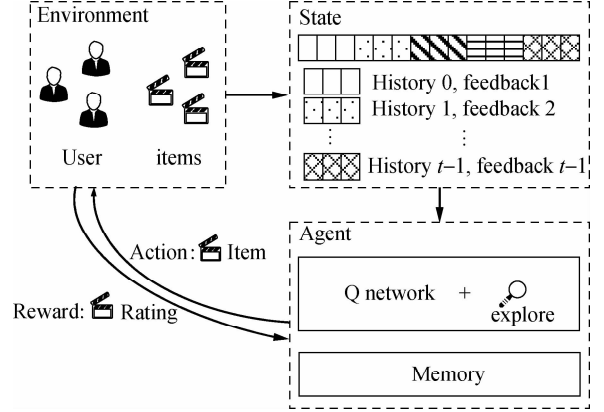 Environment
User items
State
History 0, feedback1
History 1, feedback 2
History t−1, feedback t−1
Action: Item
Reward: Rating
Agent
Q network + explore
Memory